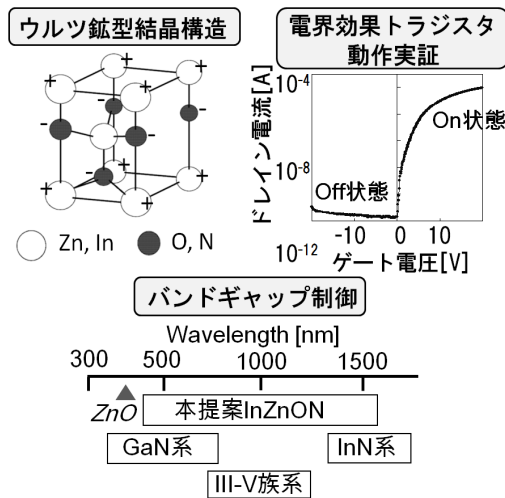 ウルツ鉱型結晶構造
+ + + +
- - - -
+ + + +
Zn, In
O, N
電界効果トラジスタ
動作実証
ドレイン電流[A]
10-4
10-8
10-12
On状態
Off状態
-10 0 10
ゲート電圧[V]
バンドギャップ制御
Wavelength [nm]
300 500 1000 1500
ZnO
本提案InZnON
GaN系
InN系
III-V族系